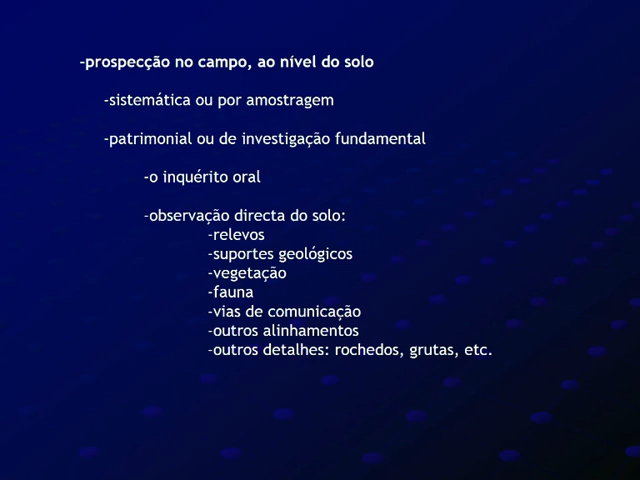 -prospecção no campo, ao nível do solo
-sistemática ou por amostragem
-patrimonial ou de investigação fundamental
-o inquérito oral
-observação directa do solo:
-relevos
-suportes geológicos
-vegetação
-fauna
-vias de comunicação
-outros alinhamentos
-outros detalhes: rochedos, grutas, etc.